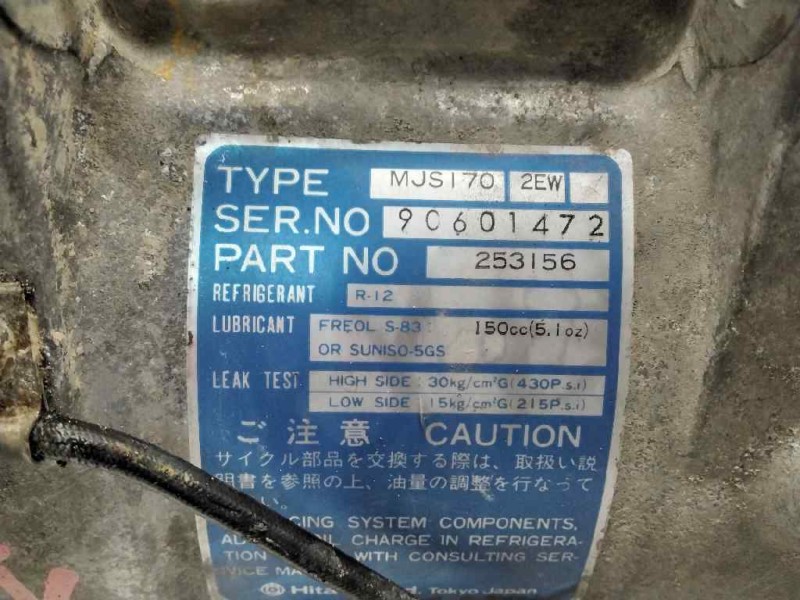 TYPE MJS170 2EW
SER.NO 90601472
PART NO 253156
REFRIGERANT R-12
LUBRICANT FREOL S-83 150cc(5.1oz)
OR SUNISO-5GS
LEAK TEST HIGH SIDE : 30kg/cm²G(430P.s.i)
LOW SIDE : 15kg/cm²G(215P.s.i)
ご注意 CAUTION
サイクル部品を交換する際は、取扱い説
明書を参照の上、油量の調整を行なって
い。
SYSTEM COMPONENTS,
CHARGE IN REFRIGERA-
TION WITH CONSULTING SER-
VICE
Tokyo Japan